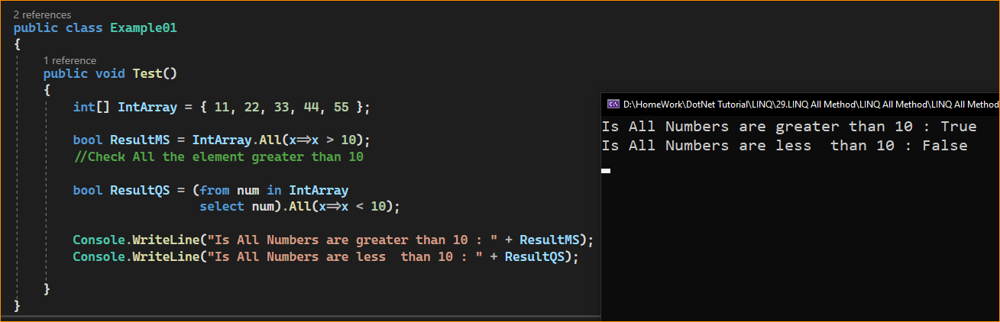 2 references
public class Example01
{
1 reference
public void Test()
{
int[] IntArray = { 11, 22, 33, 44, 55 };
bool ResultMS = IntArray.All(x=>x > 10);
//Check All the element greater than 10
bool ResultQS = (from num in IntArray
select num).All(x=>x < 10);
Console.WriteLine("Is All Numbers are greater than 10 : " + ResultMS);
Console.WriteLine("Is All Numbers are less  than 10 : " + ResultQS);
}
}
D:\HomeWork\DotNet Tutorial\LINQ\29.LINQ All Method\LINQ All Method\LINQ All Method
Is All Numbers are greater than 10 : True
Is All Numbers are less  than 10 : False